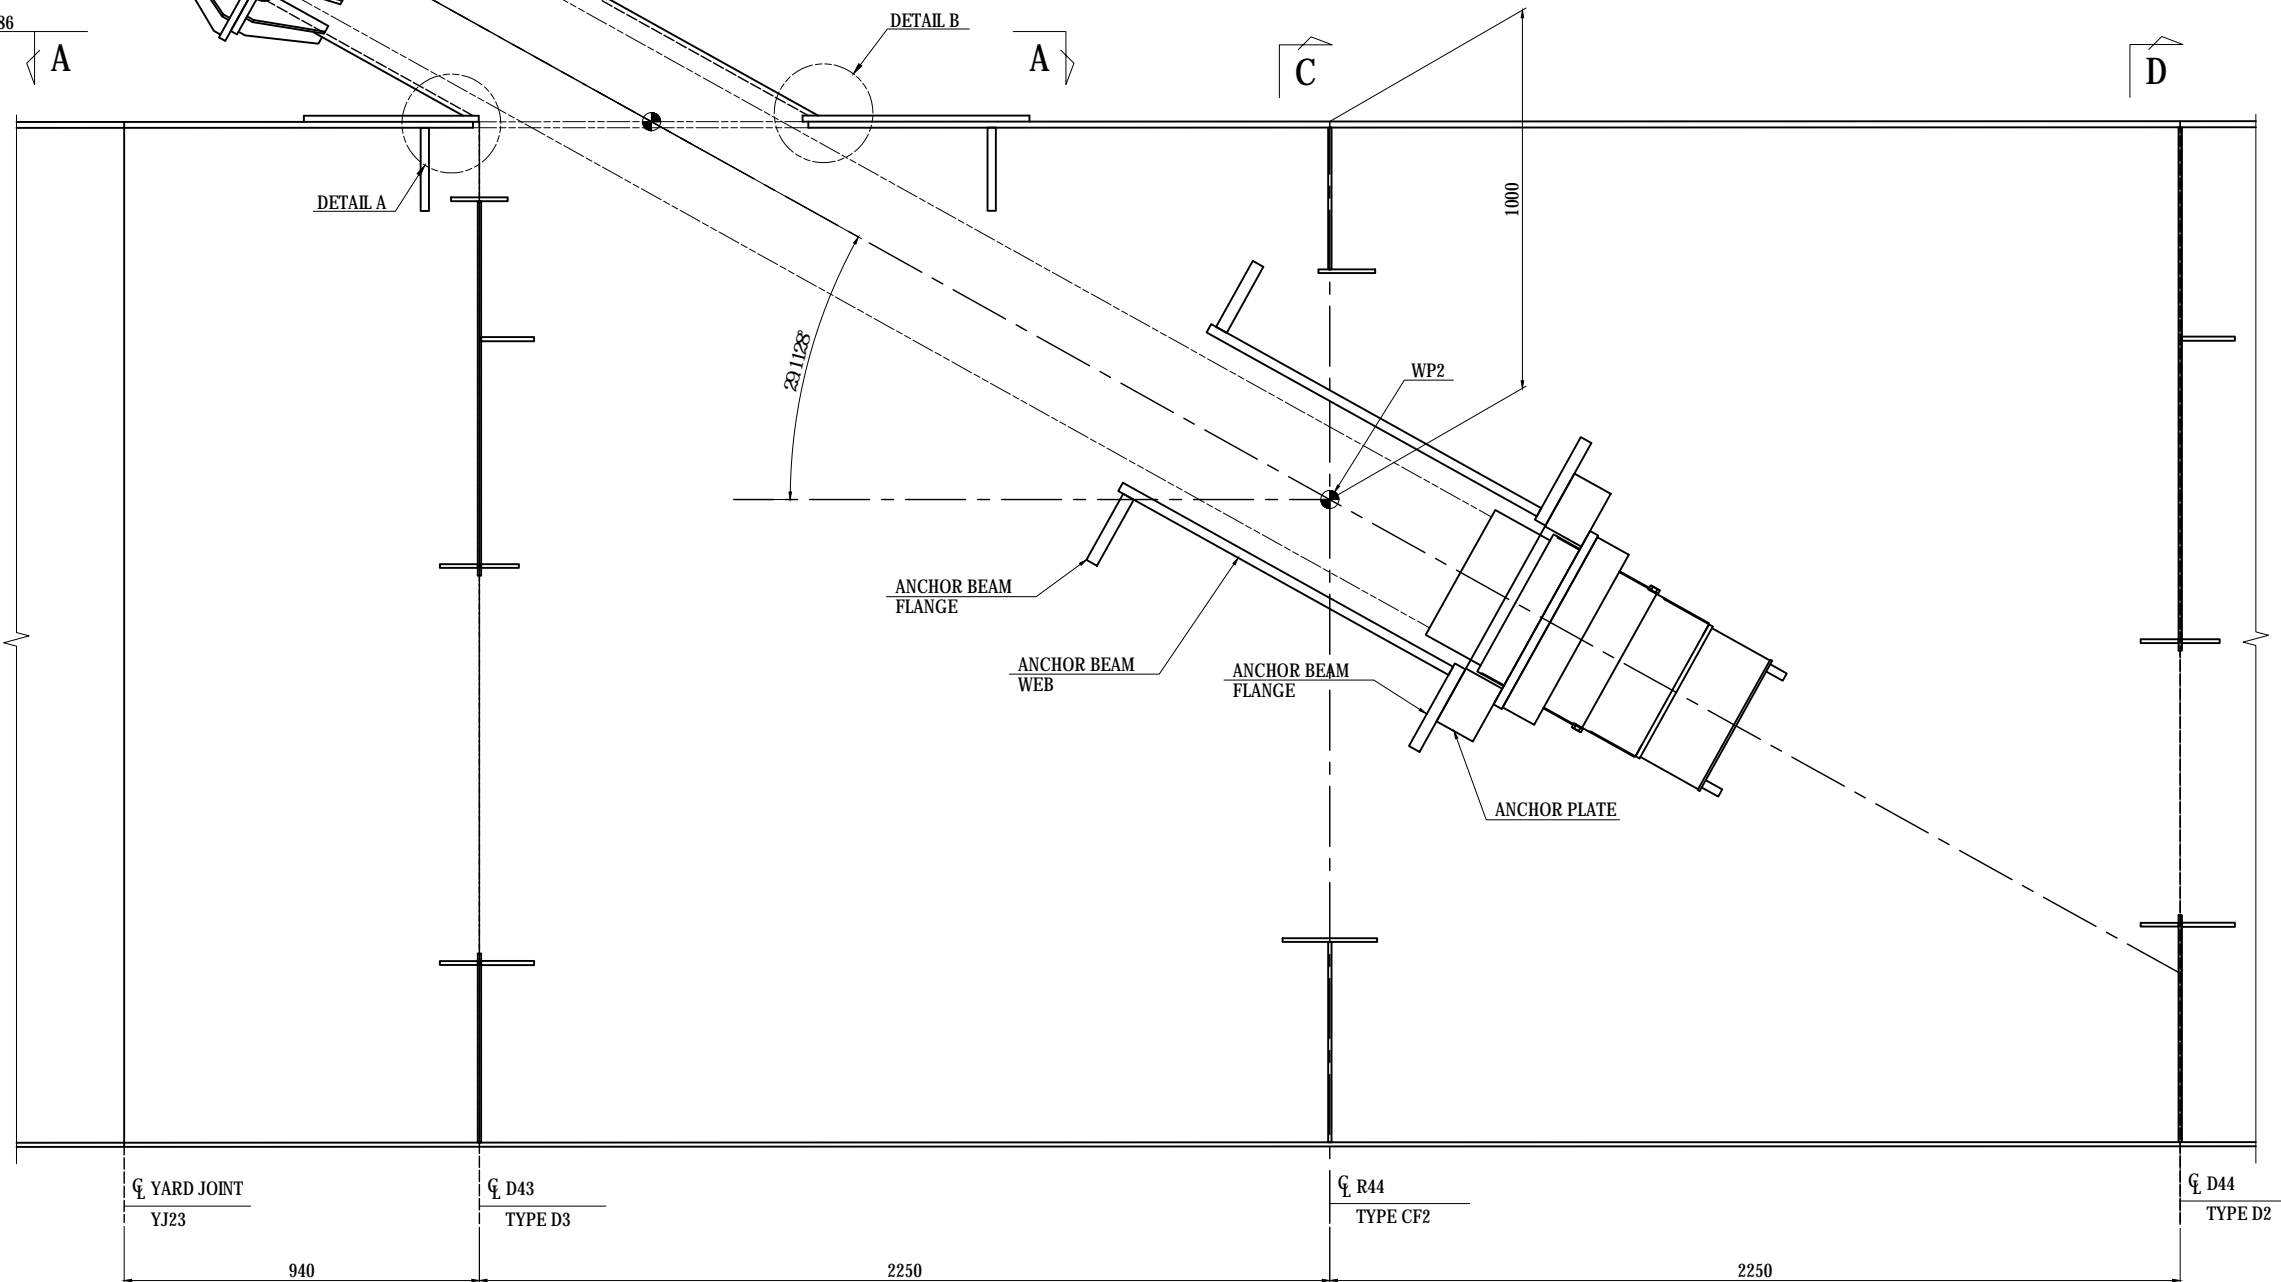 86
DETAIL B
A
A
C
D
1000
DETAIL A
29.1128°
WP2
ANCHOR BEAM
FLANGE
ANCHOR BEAM
WEB
ANCHOR BEAM
FLANGE
ANCHOR PLATE
℄ YARD JOINT
YJ23
℄ D43
TYPE D3
℄ R44
TYPE CF2
℄ D44
TYPE D2
940
2250
2250